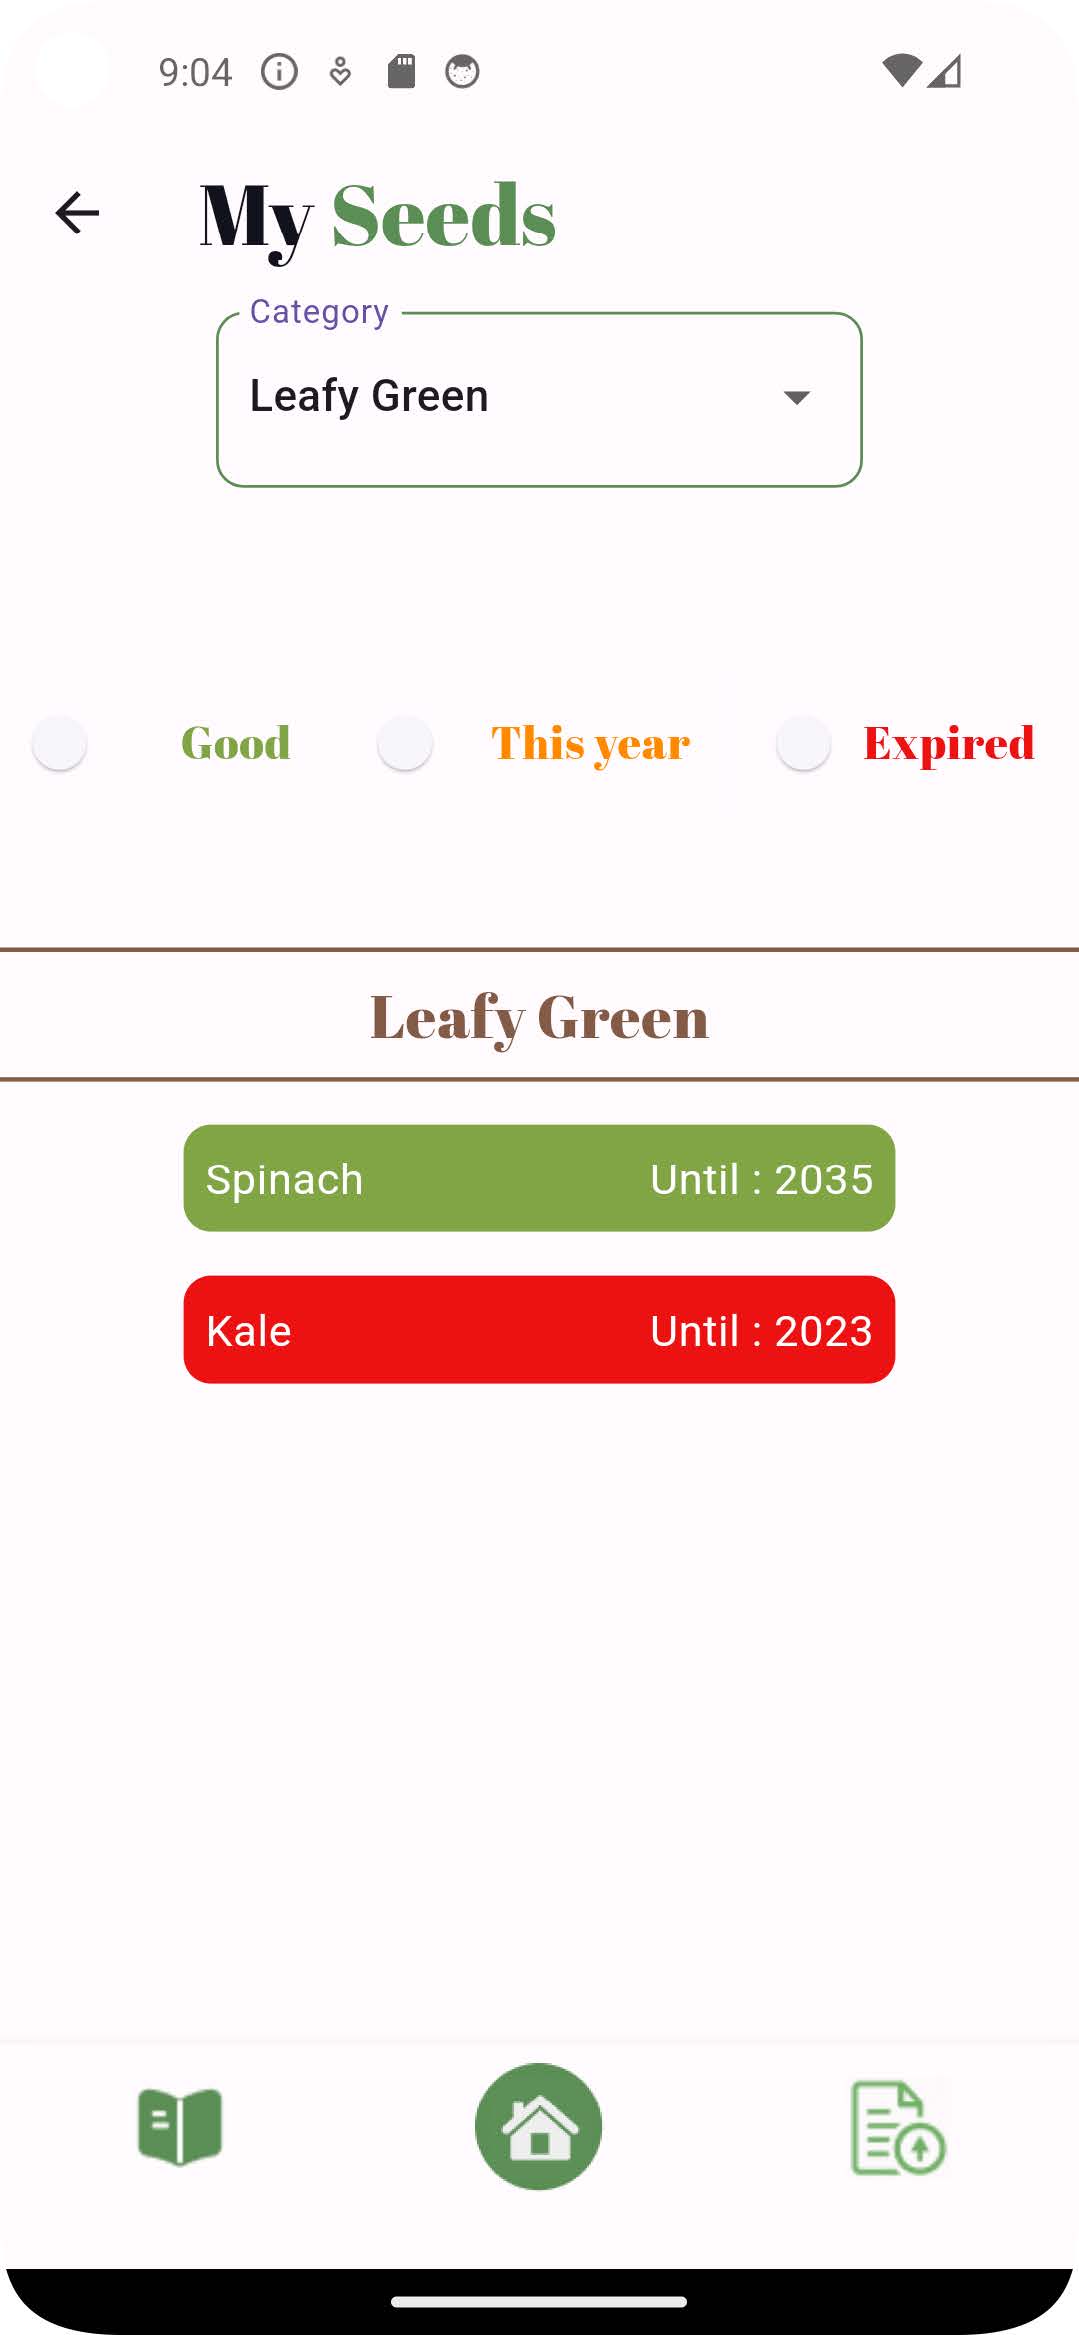 9:04
My Seeds
Category
Leafy Green
Good This year Expired
Leafy Green
Spinach Until : 2035
Kale Until : 2023